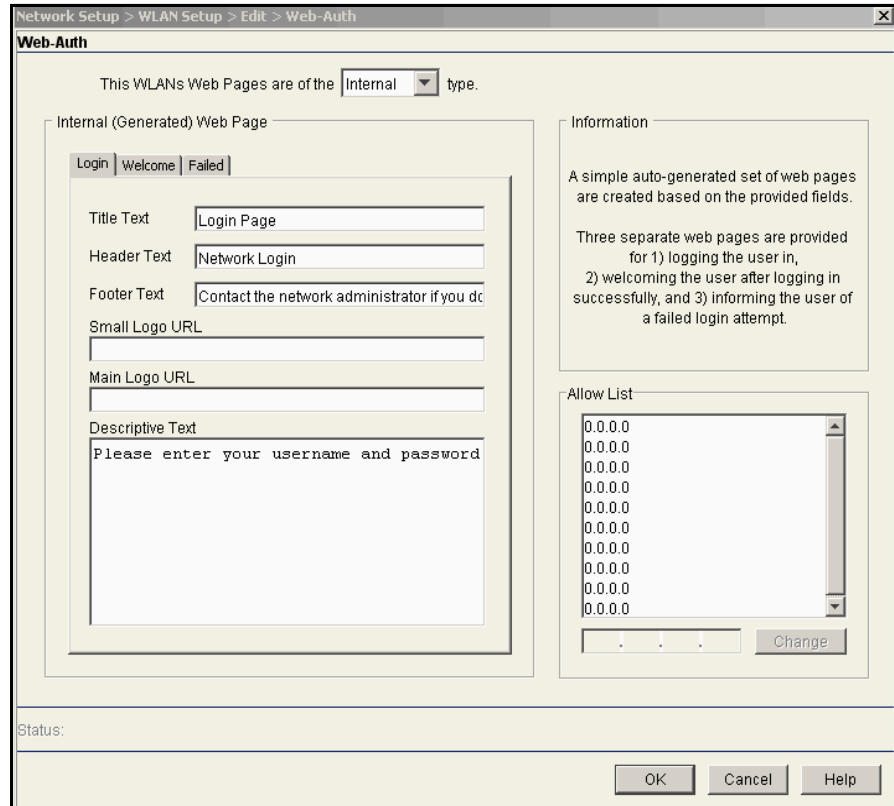 Network Setup > WLAN Setup > Edit > Web-Auth
Web-Auth
This WLANs Web Pages are of the Internal type.
Internal (Generated) Web Page
Login Welcome Failed
Title Text Login Page
Header Text Network Login
Footer Text Contact the network administrator if you do
Small Logo URL
Main Logo URL
Descriptive Text
Please enter your username and password
Information
A simple auto-generated set of web pages
are created based on the provided fields.
Three separate web pages are provided
for 1) logging the user in,
2) welcoming the user after logging in
successfully, and 3) informing the user of
a failed login attempt.
Allow List
0.0.0.0
0.0.0.0
0.0.0.0
0.0.0.0
0.0.0.0
0.0.0.0
0.0.0.0
0.0.0.0
0.0.0.0
0.0.0.0
. . . Change
Status:
OK Cancel Help